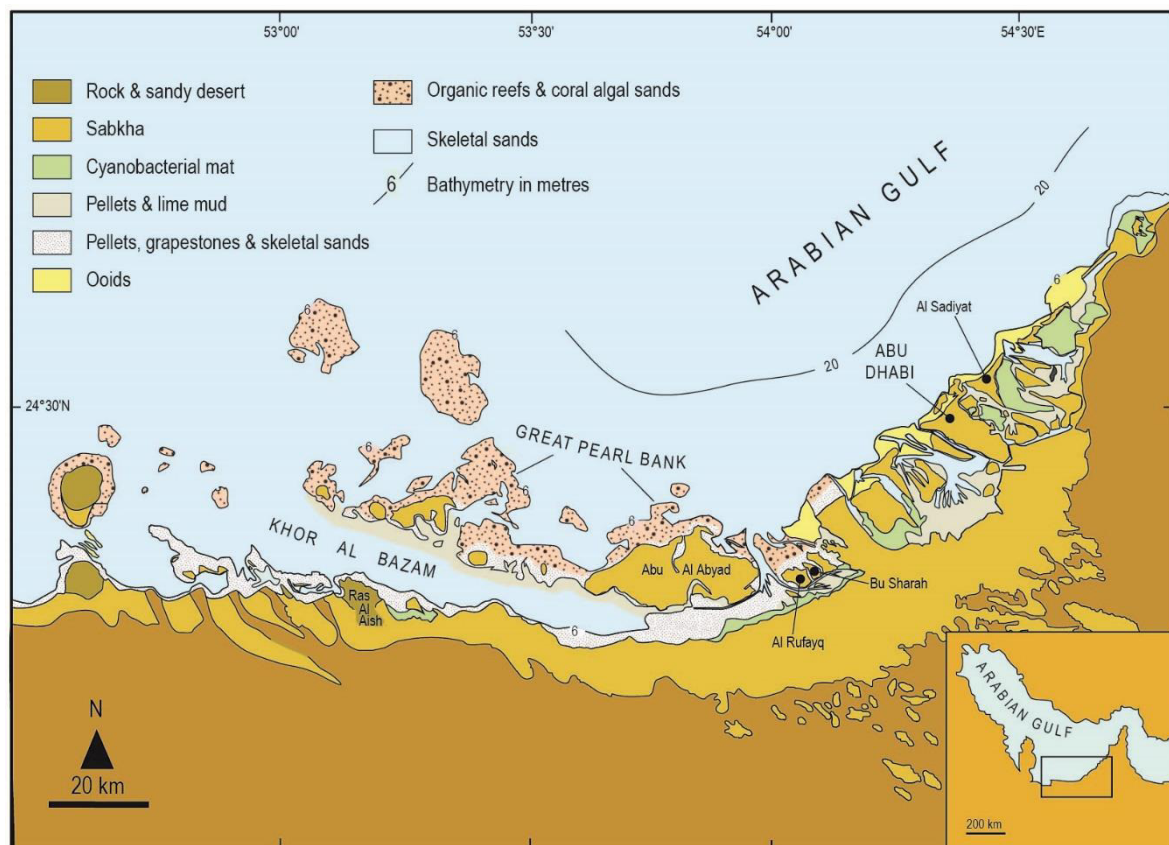 53°00'
53°30'
54°00'
54°30'E
Rock & sandy desert
Sabkha
Cyanobacterial mat
Pellets & lime mud
Pellets, grapestones & skeletal sands
Ooids
Organic reefs & coral algal sands
Skeletal sands
6 Bathymetry in metres
ARABIAN GULF
20
20
6
6
6
6
6
6
6
Al Sadiyat
ABU
DHABI
24°30'N
GREAT PEARL BANK
KHOR AL BAZAM
Abu Al Abyad
Ras
Al
Aish
Bu Sharah
Al Rufayq
N
20 km
ARABIAN GULF
200 km